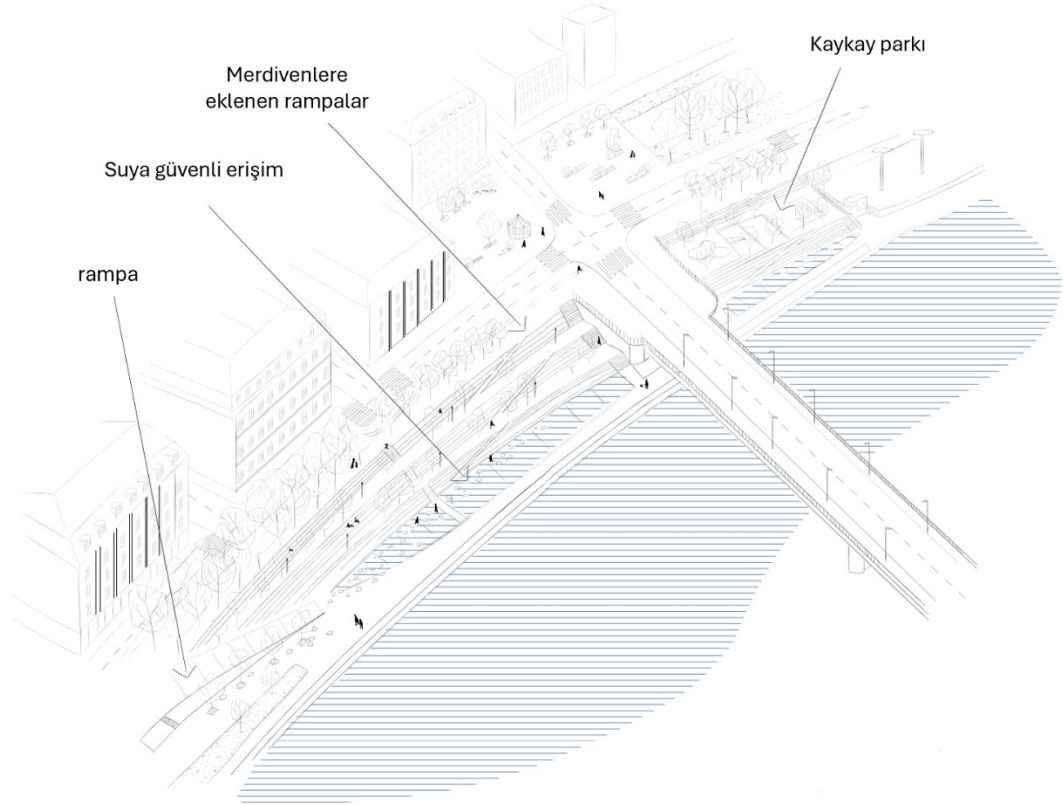 Kaykay parkı
Merdivenlere
eklenen rampalar
Suya güvenli erişim
rampa